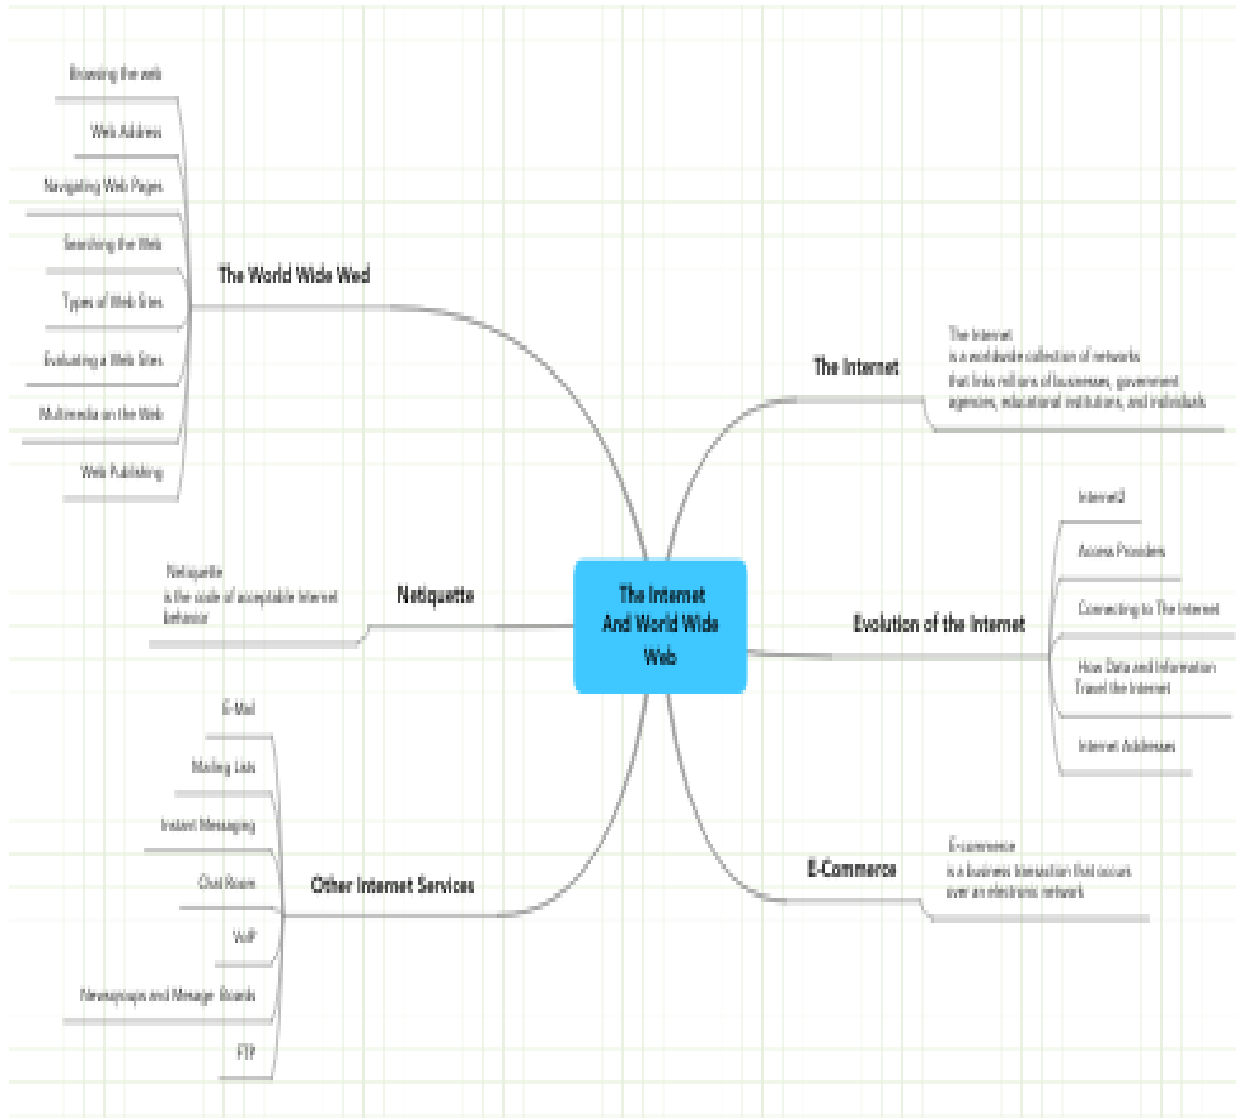 The Internet
And World Wide
Web
The Internet
The Internet
is a worldwide collection of networks
that links millions of businesses, government
agencies, educational institutions, and individuals
Evolution of the Internet
Internet2
Access Providers
Connecting to The Internet
How Data and Information
Travel the Internet
Internet Addresses
E-Commerce
E-commerce
is a business transaction that occurs
over an electronic network
The World Wide Wed
Browsing the web
Web Address
Navigating Web Pages
Searching the Web
Types of Web Sites
Evaluating a Web Sites
Multimedia on the Web
Web Publishing
Netiquette
Netiquette
is the code of acceptable Internet
behavior
Other Internet Services
E-Mail
Mailing Lists
Instant Messaging
Chat Room
VoIP
Newsgroups and Mesage Boards
FTP